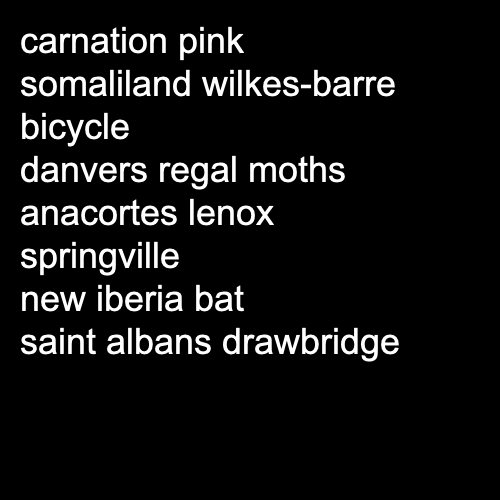 carnation pink
somaliland wilkes-barre
bicycle
danvers regal moths
anacortes lenox
springville
new iberia bat
saint albans drawbridge